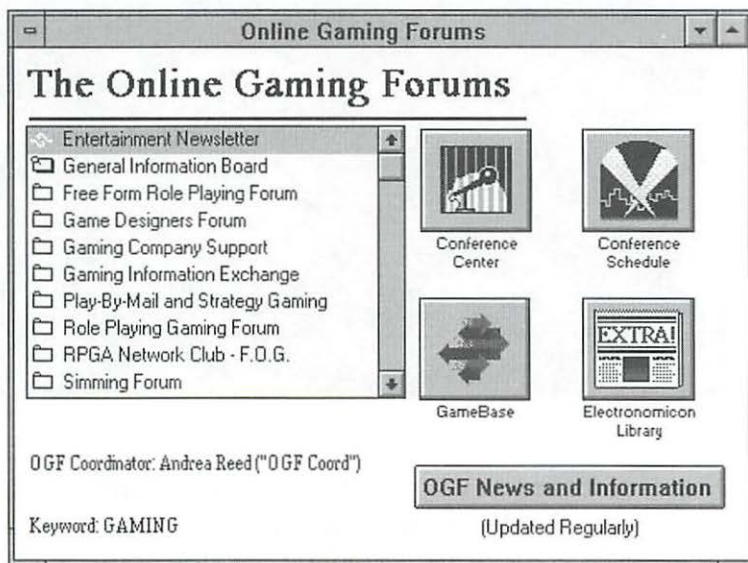 Online Gaming Forums
The Online Gaming Forums
Entertainment Newsletter
General Information Board
Free Form Role Playing Forum
Game Designers Forum
Gaming Company Support
Gaming Information Exchange
Play-By-Mail and Strategy Gaming
Role Playing Gaming Forum
RPGA Network Club - F.O.G.
Simming Forum
Conference
Center
Conference
Schedule
GameBase
EXTRA!
Electronomicon
Library
OGF Coordinator: Andrea Reed ("OGF Coord")
OGF News and Information
Keyword: GAMING
(Updated Regularly)